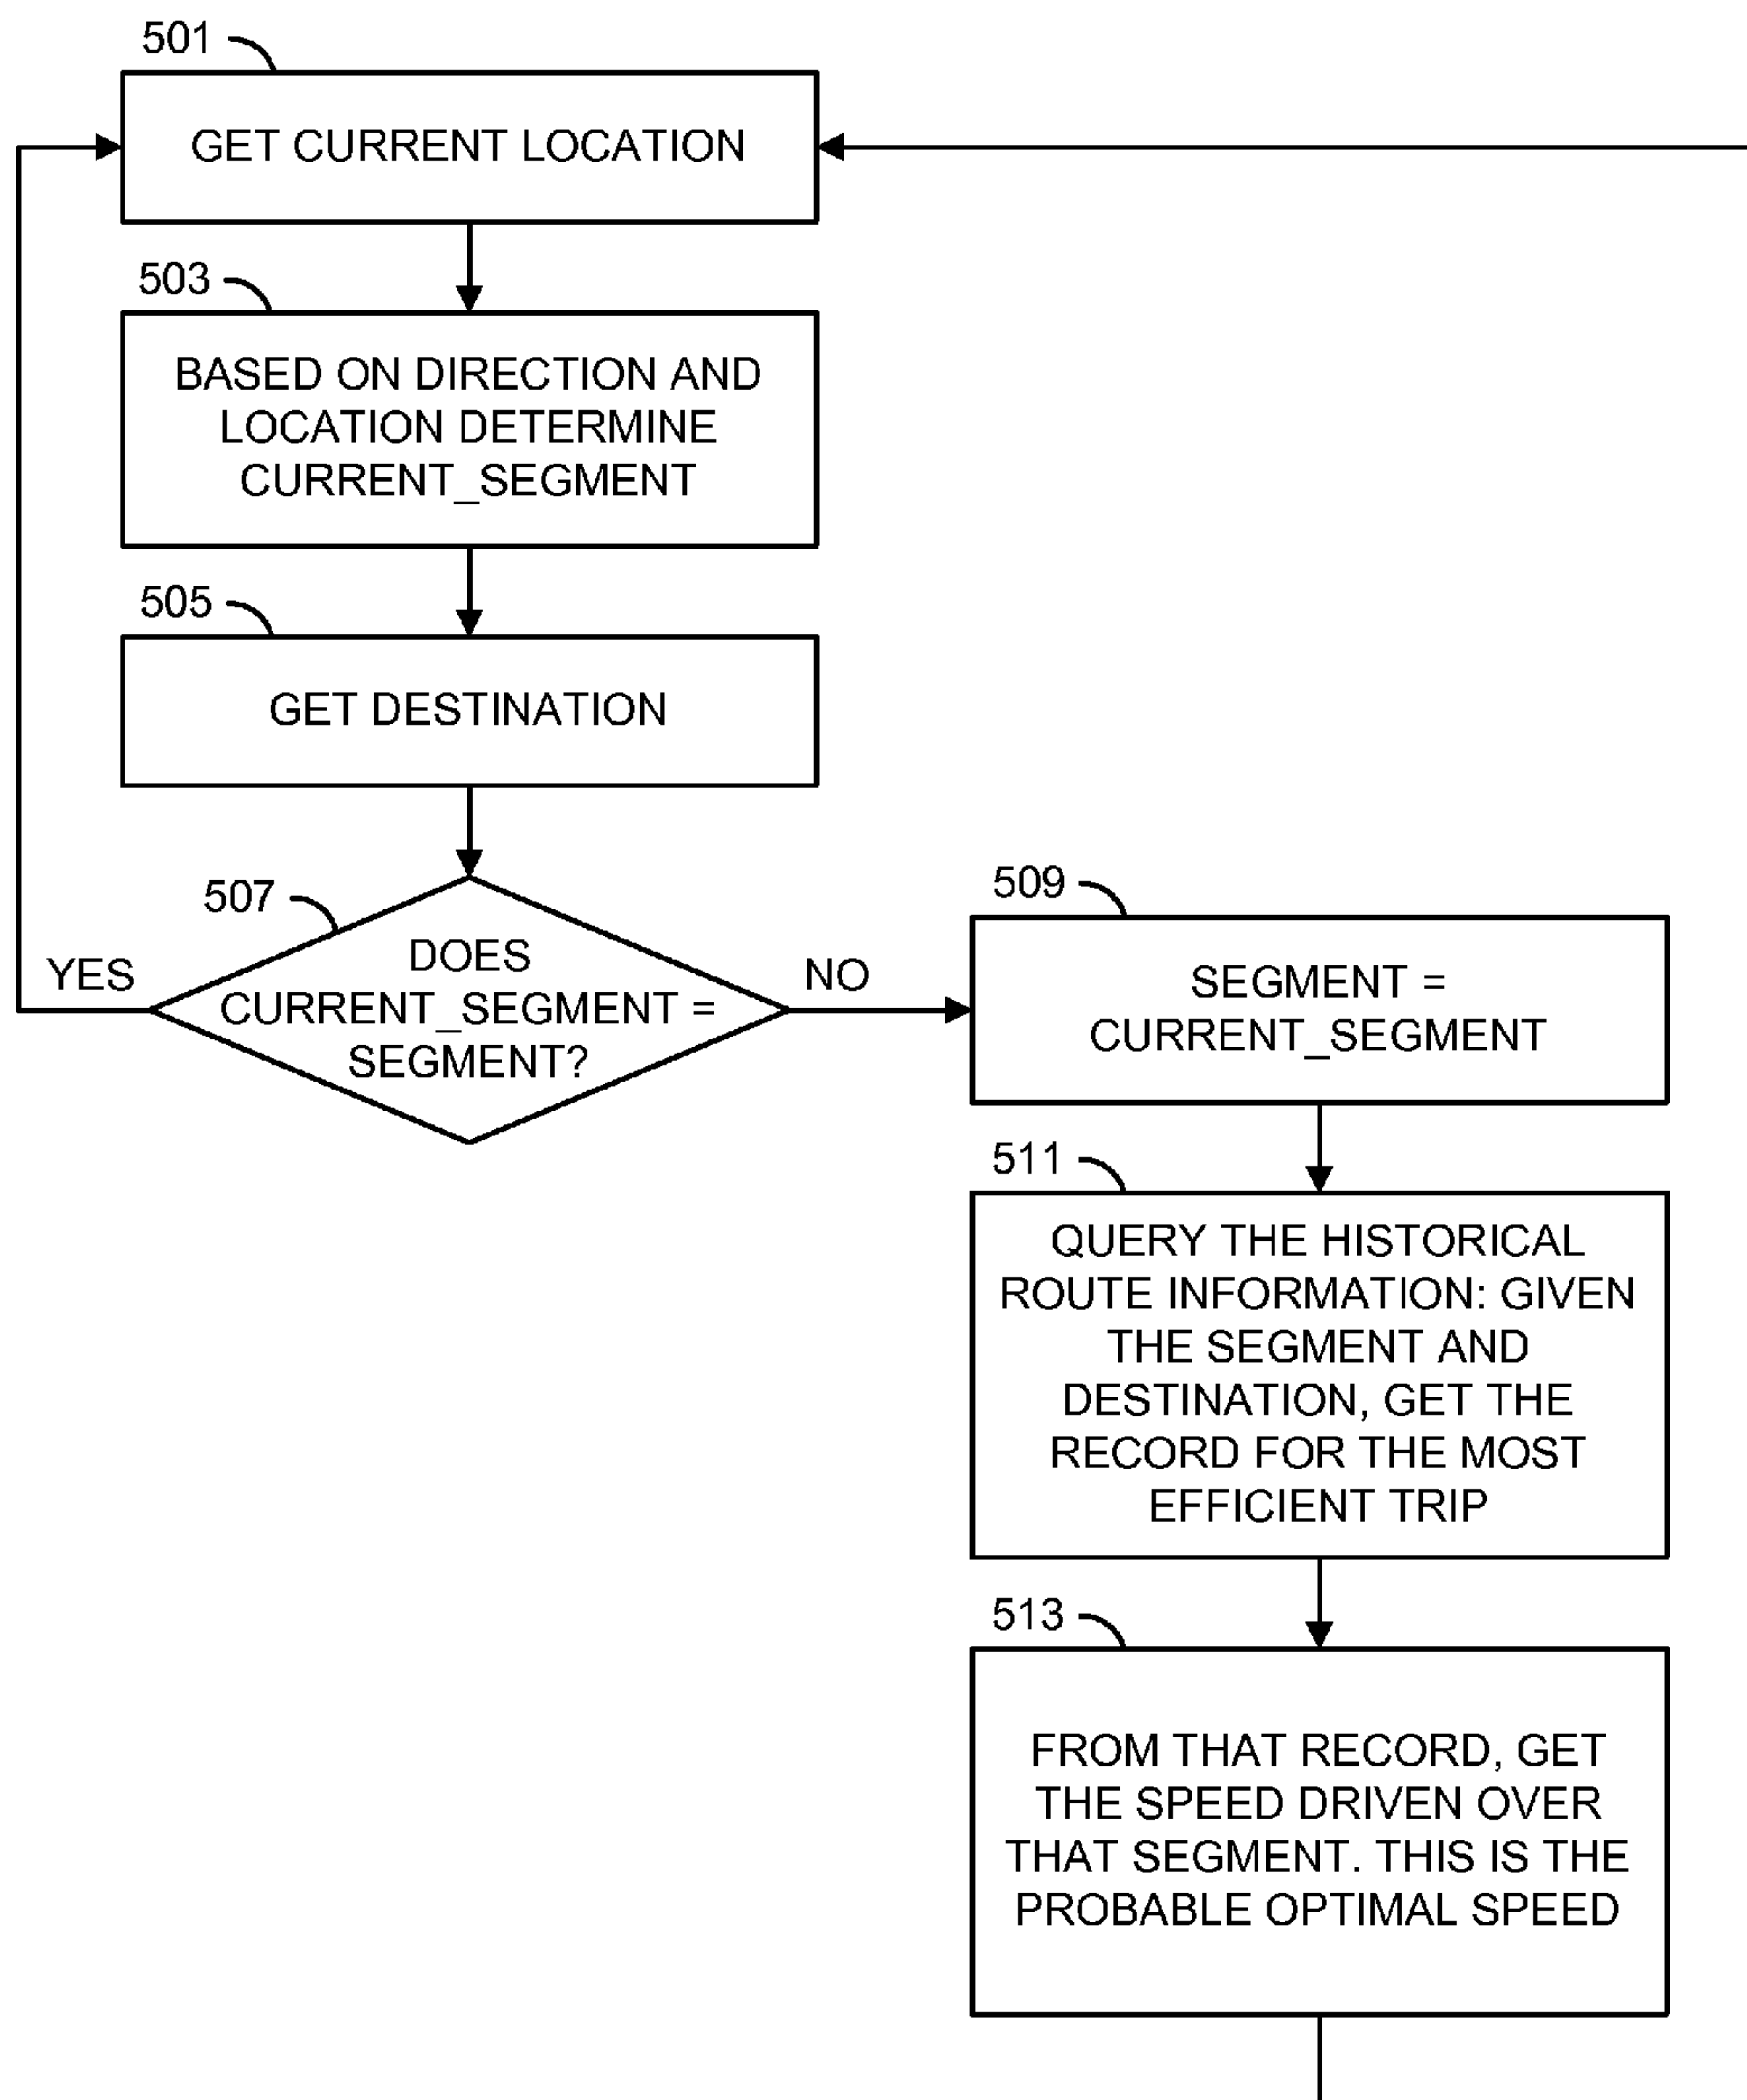 501
GET CURRENT LOCATION
503
BASED ON DIRECTION AND
LOCATION DETERMINE
CURRENT_SEGMENT
505
GET DESTINATION
507
DOES
CURRENT_SEGMENT =
SEGMENT?
YES
NO
509
SEGMENT =
CURRENT_SEGMENT
511
QUERY THE HISTORICAL
ROUTE INFORMATION: GIVEN
THE SEGMENT AND
DESTINATION, GET THE
RECORD FOR THE MOST
EFFICIENT TRIP
513
FROM THAT RECORD, GET
THE SPEED DRIVEN OVER
THAT SEGMENT. THIS IS THE
PROBABLE OPTIMAL SPEED